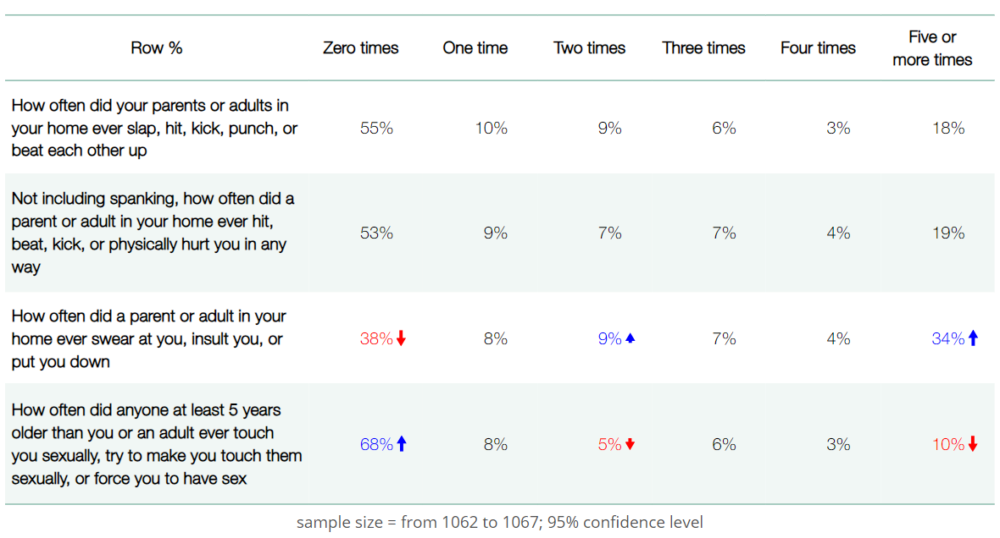 Row % Zero times One time Two times Three times Four times Five or
more times
How often did your parents or adults in
your home ever slap, hit, kick, punch, or 55% 10% 9% 6% 3% 18%
beat each other up
Not including spanking, how often did a
parent or adult in your home ever hit,
beat, kick, or physically hurt you in any 53% 9% 7% 7% 4% 19%
way
How often did a parent or adult in your
home ever swear at you, insult you, or 38% 8% 9% 7% 4% 34%
put you down
How often did anyone at least 5 years
older than you or an adult ever touch
you sexually, try to make you touch them 68% 8% 5% 6% 3% 10%
sexually, or force you to have sex
sample size = from 1062 to 1067; 95% confidence level